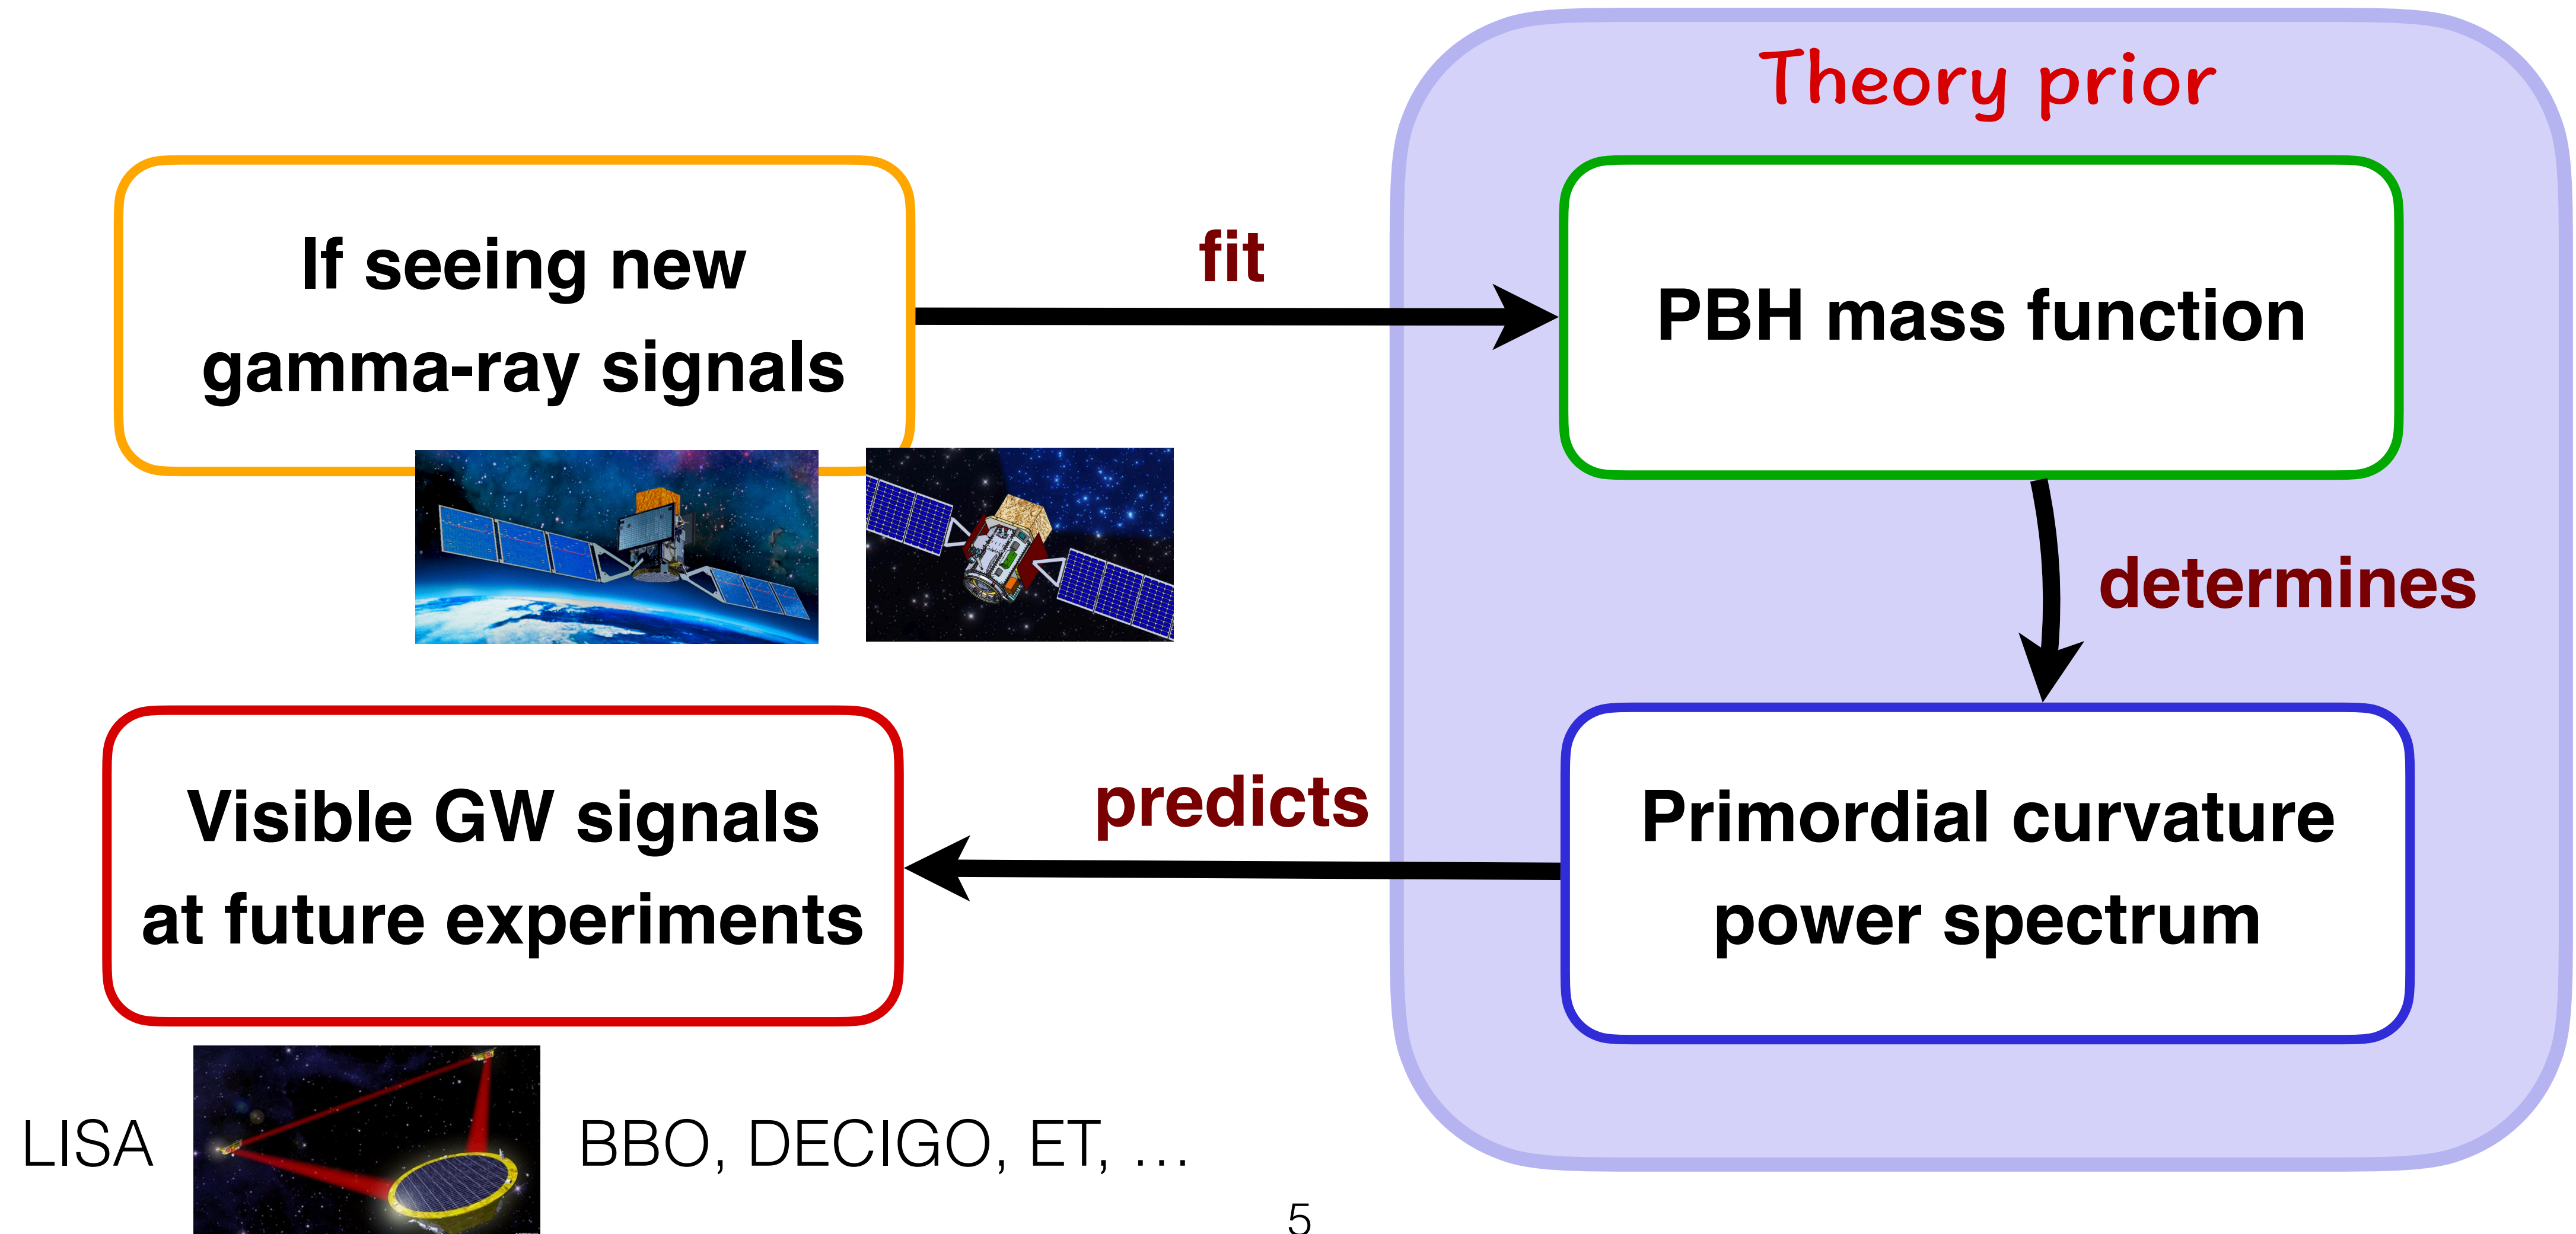 Theory prior
If seeing new
gamma-ray signals
fit
PBH mass function
determines
Visible GW signals
at future experiments
predicts
Primordial curvature
power spectrum
LISA
BBO, DECIGO, ET, …
5